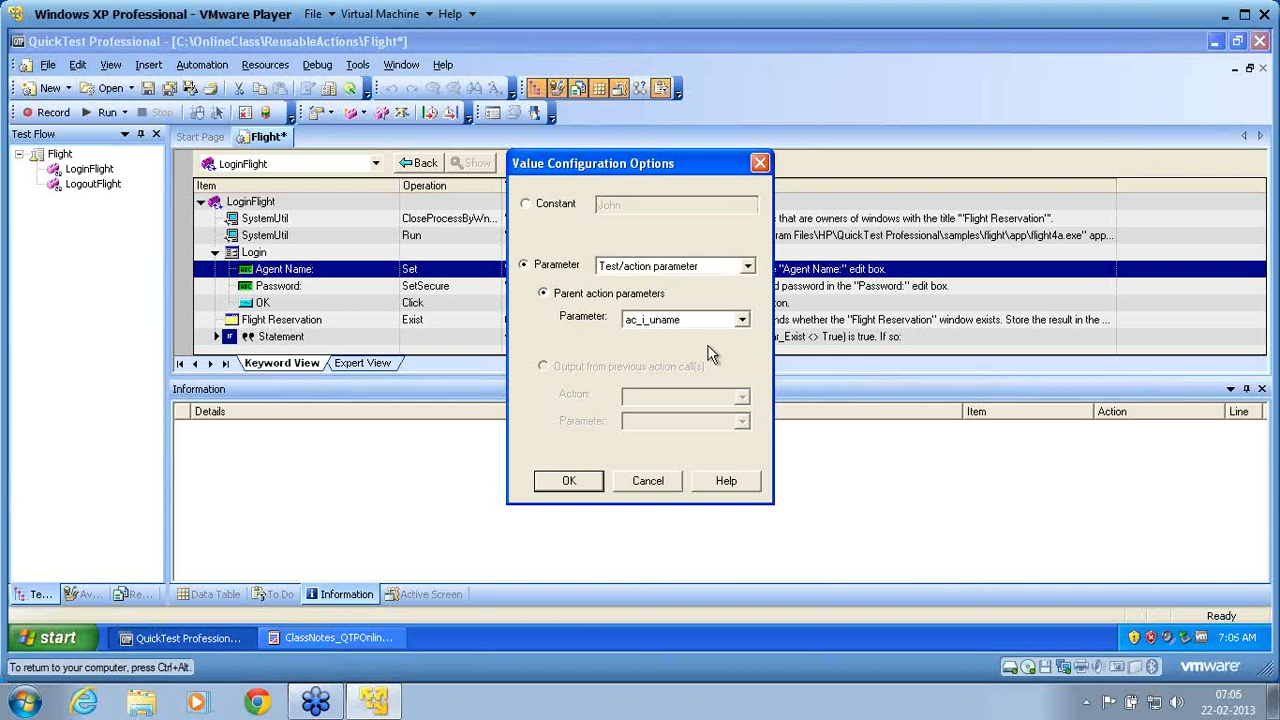 Windows XP Professional - VMware Player File Virtual Machine Help
QuickTest Professional - [C:\OnlineClass\ReusableActions\Flight*]
File Edit View Insert Automation Resources Debug Tools Window Help
New Open
Record Run Stop
Test Flow
Start Page Flight*
Flight
LoginFlight
LogoutFlight
LoginFlight Back Show
Item Operation
LoginFlight
SystemUtil CloseProcessByWn... that are owners of windows with the title "Flight Reservation".
SystemUtil Run gram Files\HP\QuickTest Professional\samples\flight\app\flight4a.exe" app...
Login
Agent Name: Set "Agent Name:" edit box.
Password: SetSecure ed password in the "Password:" edit box.
OK Click on.
Flight Reservation Exist ends whether the "Flight Reservation" window exists. Store the result in the...
Statement ar_Exist <> True) is true. If so:
Keyword View Expert View
Value Configuration Options
Constant John
Parameter Test/action parameter
Parent action parameters
Parameter: ac_i_uname
Output from previous action call(s)
Action:
Parameter:
OK Cancel Help
Information
Details Item Action Line
Te... Av... Re... Data Table To Do Information Active Screen
Ready
start QuickTest Profession... ClassNotes_QTPOnlin... 7:05 AM
To return to your computer, press Ctrl+Alt. vmware
07:05
22-02-2013